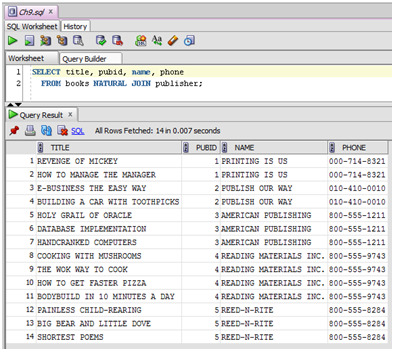 Ch9.sql
SQL Worksheet History
Worksheet Query Builder
1 SELECT title, pubid, name, phone
2 FROM books NATURAL JOIN publisher;
Query Result
SQL All Rows Fetched: 14 in 0.007 seconds
TITLE PUBID NAME PHONE
1 REVENGE OF MICKEY 1 PRINTING IS US 000-714-8321
2 HOW TO MANAGE THE MANAGER 1 PRINTING IS US 000-714-8321
3 E-BUSINESS THE EASY WAY 2 PUBLISH OUR WAY 010-410-0010
4 BUILDING A CAR WITH TOOTHPICKS 2 PUBLISH OUR WAY 010-410-0010
5 HOLY GRAIL OF ORACLE 3 AMERICAN PUBLISHING 800-555-1211
6 DATABASE IMPLEMENTATION 3 AMERICAN PUBLISHING 800-555-1211
7 HANDCRANKED COMPUTERS 3 AMERICAN PUBLISHING 800-555-1211
8 COOKING WITH MUSHROOMS 4 READING MATERIALS INC. 800-555-9743
9 THE WOK WAY TO COOK 4 READING MATERIALS INC. 800-555-9743
10 HOW TO GET FASTER PIZZA 4 READING MATERIALS INC. 800-555-9743
11 BODYBUILD IN 10 MINUTES A DAY 4 READING MATERIALS INC. 800-555-9743
12 PAINLESS CHILD-REARING 5 REED-N-RITE 800-555-8284
13 BIG BEAR AND LITTLE DOVE 5 REED-N-RITE 800-555-8284
14 SHORTEST POEMS 5 REED-N-RITE 800-555-8284